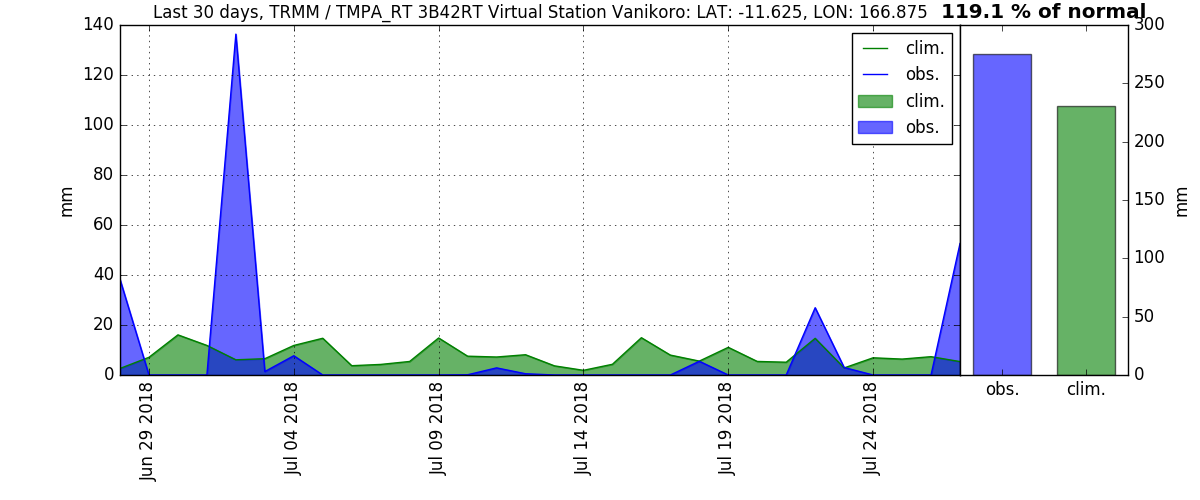 Last 30 days, TRMM / TMPA_RT 3B42RT Virtual Station Vanikoro: LAT: -11.625, LON: 166.875 119.1 % of normal
140
120
100
80
60
40
20
0
mm
clim.
obs.
clim.
obs.
Jun 29 2018
Jul 04 2018
Jul 09 2018
Jul 14 2018
Jul 19 2018
Jul 24 2018
300
250
200
150
100
50
0
mm
obs.
clim.